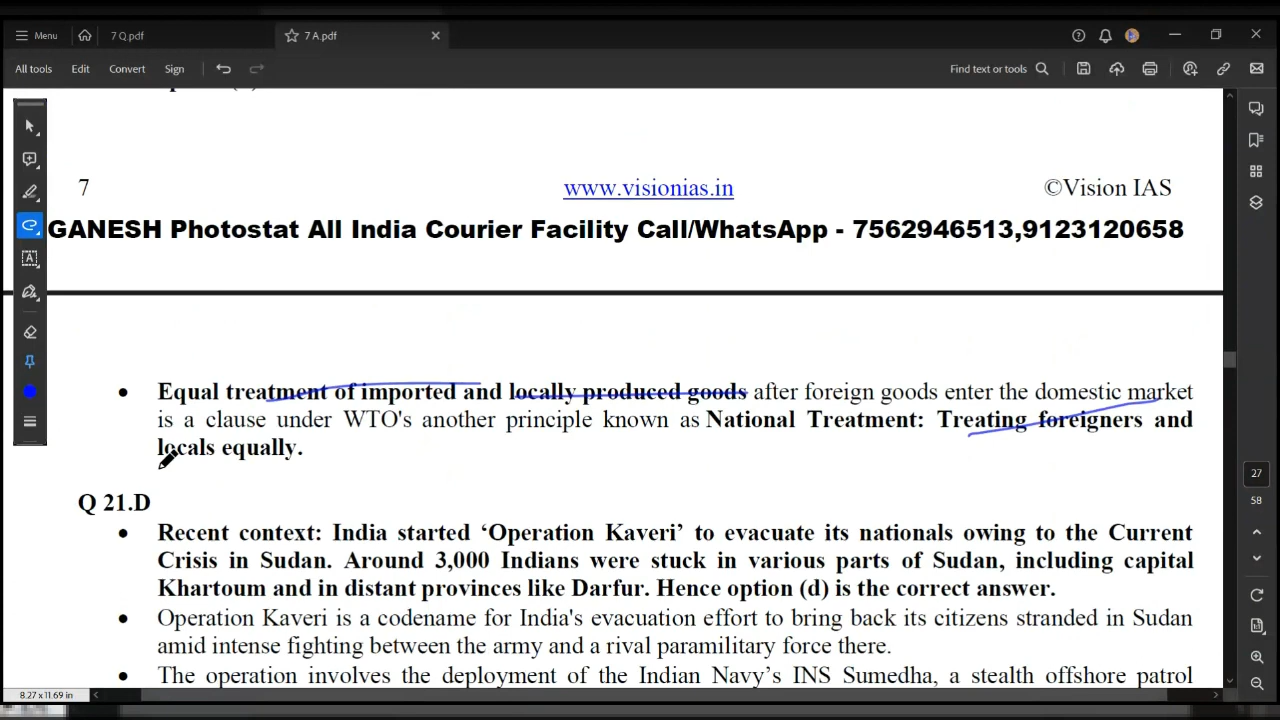 Menu
7 Q.pdf
7 A.pdf
All tools
Edit
Convert
Sign
Find text or tools
7
www.visionias.in
©Vision IAS
GANESH Photostat All India Courier Facility Call/WhatsApp - 7562946513,9123120658
• Equal treatment of imported and locally produced goods after foreign goods enter the domestic market
is a clause under WTO's another principle known as National Treatment: Treating foreigners and
locals equally.
Q 21.D
• Recent context: India started ‘Operation Kaveri’ to evacuate its nationals owing to the Current
Crisis in Sudan. Around 3,000 Indians were stuck in various parts of Sudan, including capital
Khartoum and in distant provinces like Darfur. Hence option (d) is the correct answer.
• Operation Kaveri is a codename for India's evacuation effort to bring back its citizens stranded in Sudan
amid intense fighting between the army and a rival paramilitary force there.
• The operation involves the deployment of the Indian Navy’s INS Sumedha, a stealth offshore patrol
27
58
8.27 x 11.69 in